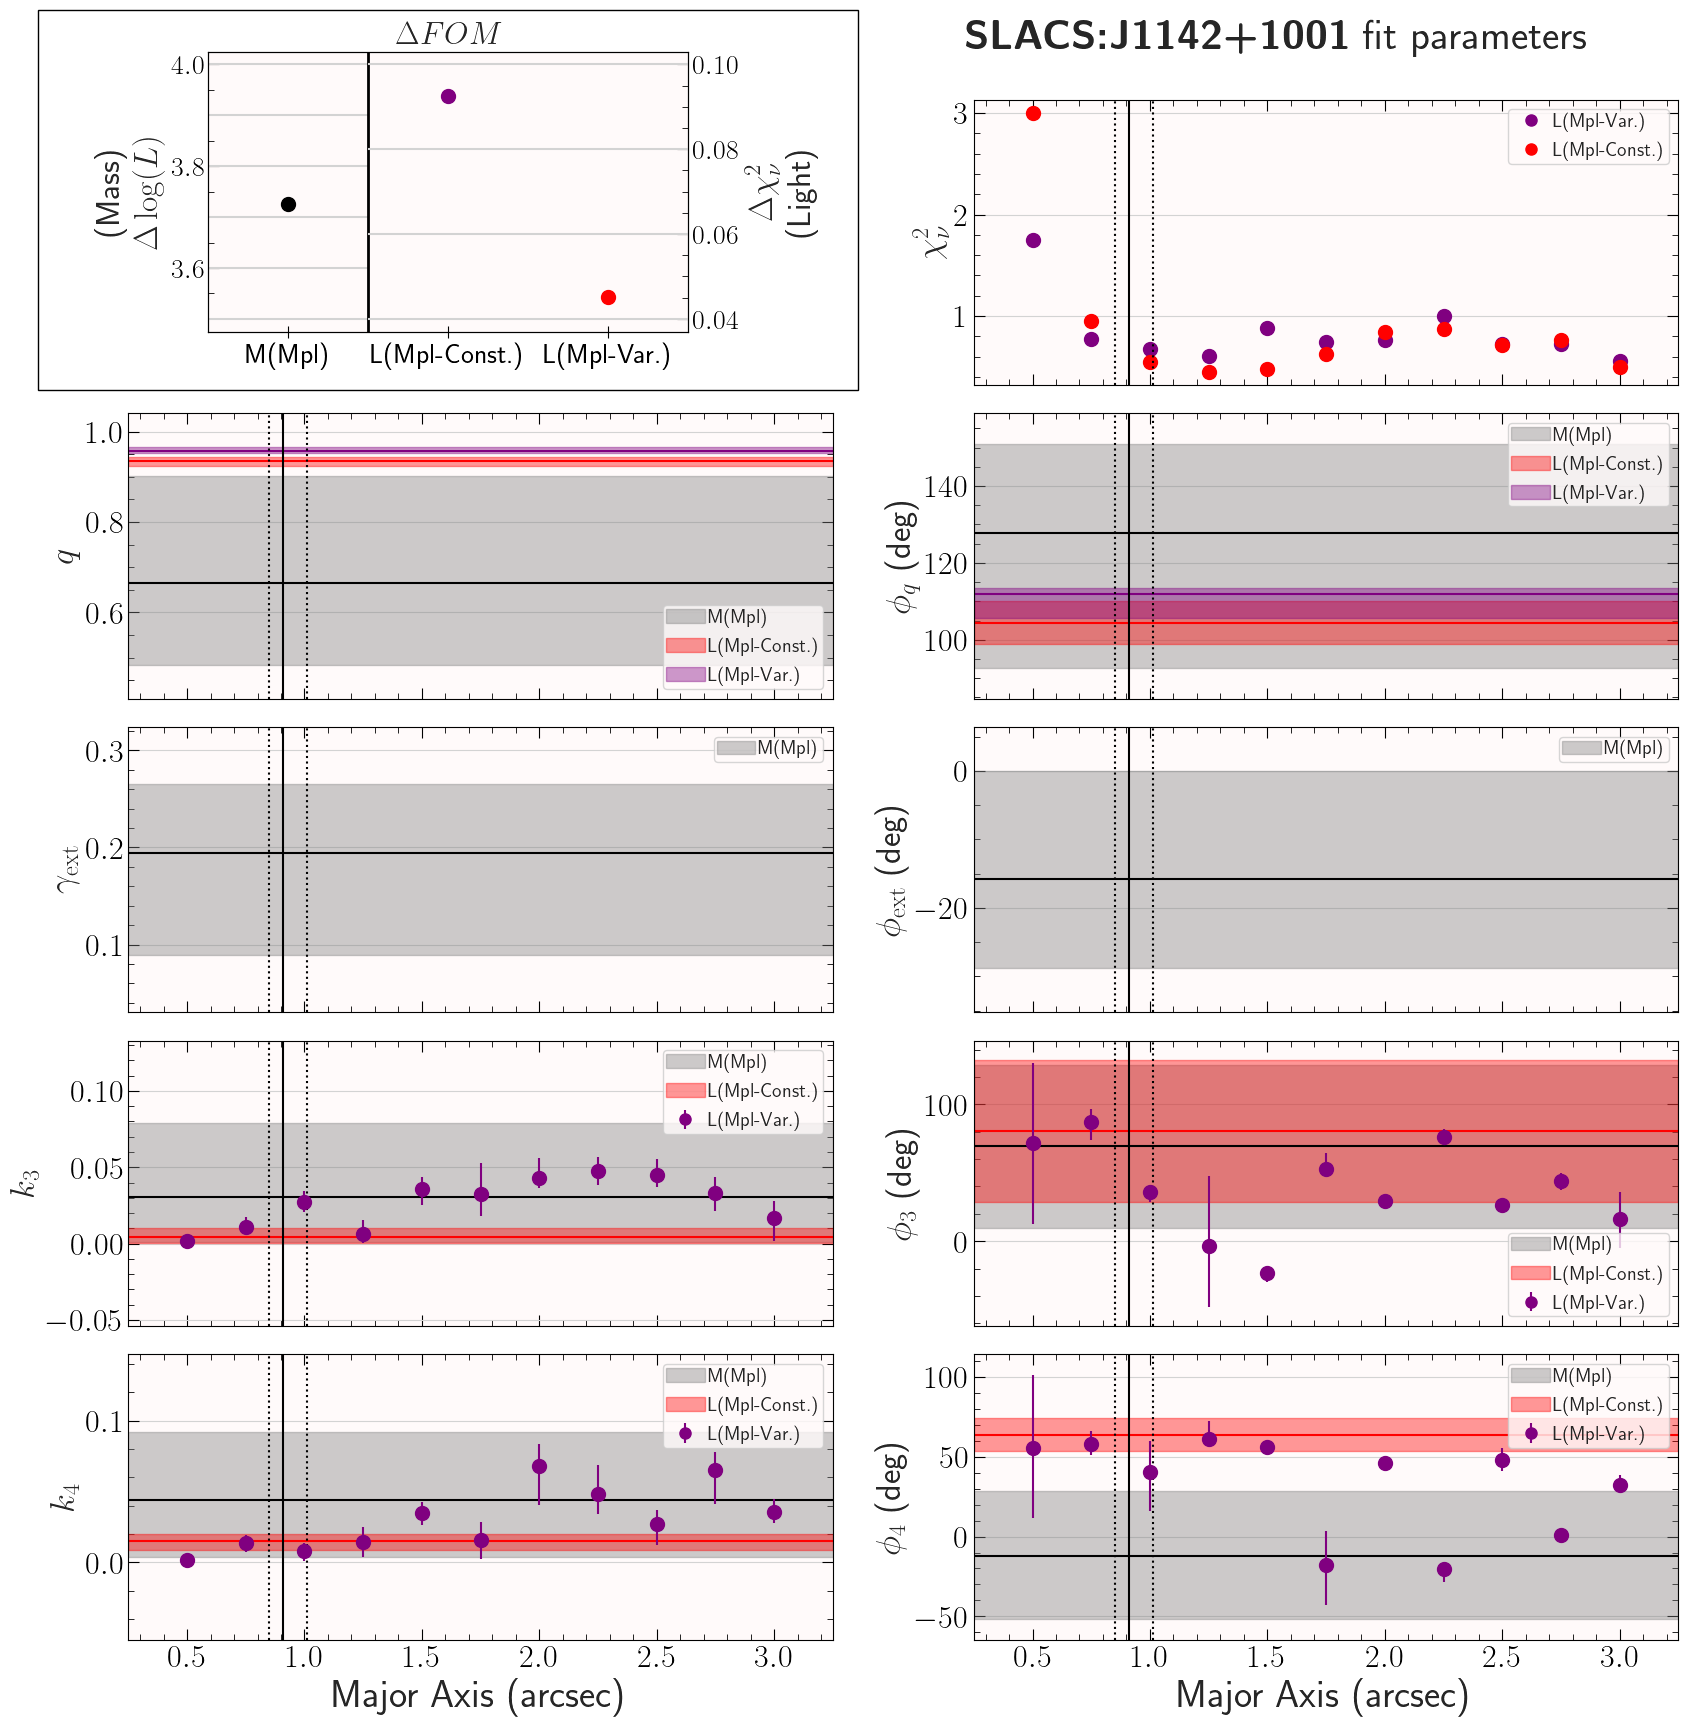 SLACS:J1142+1001 fit parameters
ΔFOM
4.0
3.8
3.6
(Mass)
Δ log(L)
0.10
0.08
0.06
0.04
Δχ²ᵥ
(Light)
M(Mpl)
L(Mpl-Const.)
L(Mpl-Var.)
3
2
1
χ²ᵥ
L(Mpl-Var.)
L(Mpl-Const.)
1.0
0.8
0.6
q
M(Mpl)
L(Mpl-Const.)
L(Mpl-Var.)
140
120
100
ϕq (deg)
M(Mpl)
L(Mpl-Const.)
L(Mpl-Var.)
0.3
0.2
0.1
γext
M(Mpl)
0
−20
ϕext (deg)
M(Mpl)
0.10
0.05
0.00
−0.05
k3
M(Mpl)
L(Mpl-Const.)
L(Mpl-Var.)
100
0
ϕ3 (deg)
M(Mpl)
L(Mpl-Const.)
L(Mpl-Var.)
0.1
0.0
k4
M(Mpl)
L(Mpl-Const.)
L(Mpl-Var.)
0.5 1.0 1.5 2.0 2.5 3.0
Major Axis (arcsec)
100
50
0
−50
ϕ4 (deg)
M(Mpl)
L(Mpl-Const.)
L(Mpl-Var.)
0.5 1.0 1.5 2.0 2.5 3.0
Major Axis (arcsec)